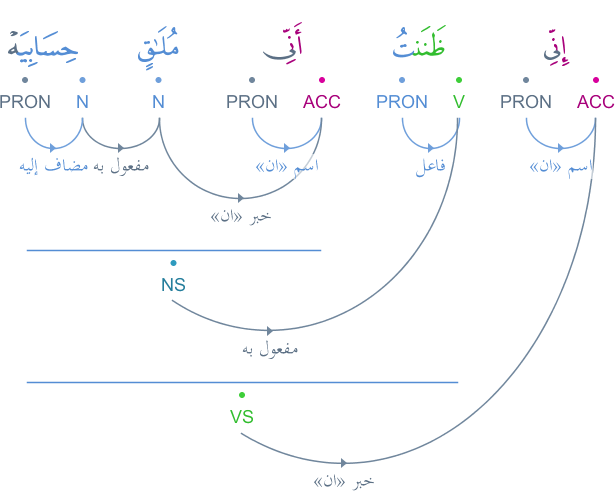 إِنِّي ظَنَنتُ أَنِّي مُلَـٰقٍ حِسَابِيَهْ
ACC PRON V PRON ACC PRON N N PRON
اسم «ان» فاعل اسم «ان» مفعول به مضاف إليه
خبر «ان»
NS
مفعول به
VS
خبر «ان»